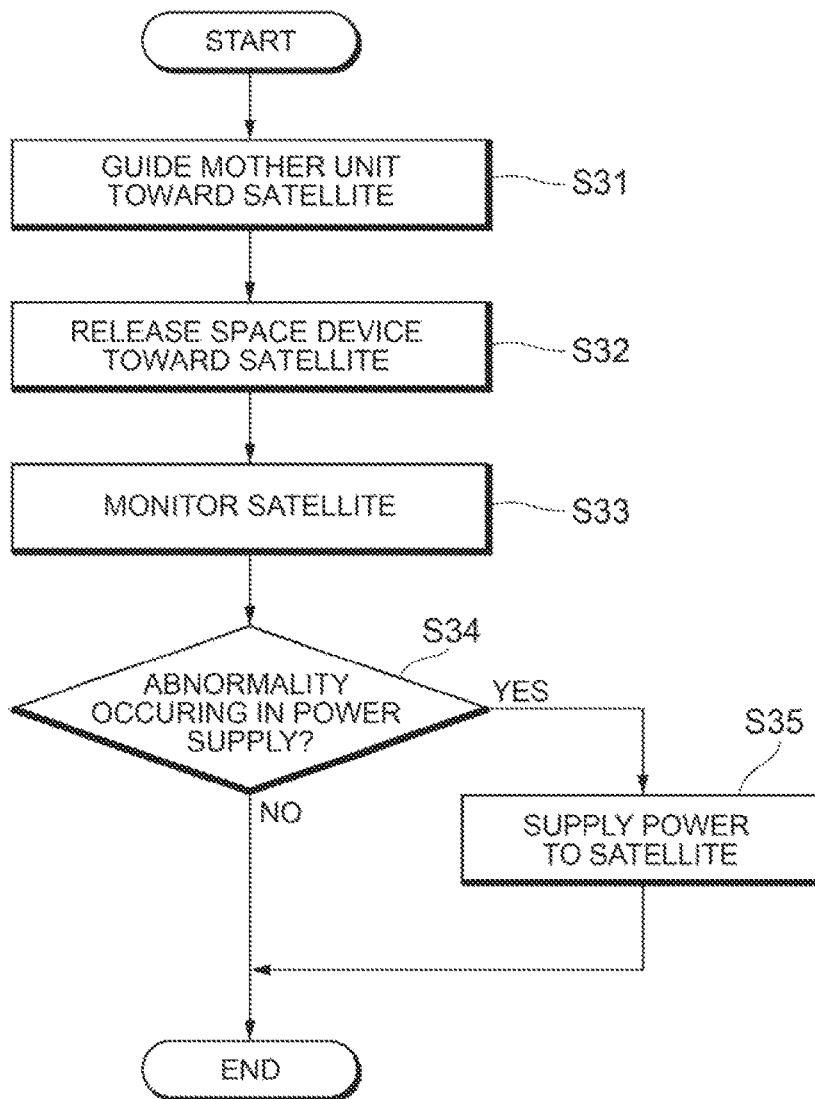 START
GUIDE MOTHER UNIT
TOWARD SATELLITE
S31
RELEASE SPACE DEVICE
TOWARD SATELLITE
S32
MONITOR SATELLITE
S33
S34
ABNORMALITY
OCCURING IN POWER
SUPPLY?
YES
S35
NO
SUPPLY POWER
TO SATELLITE
END